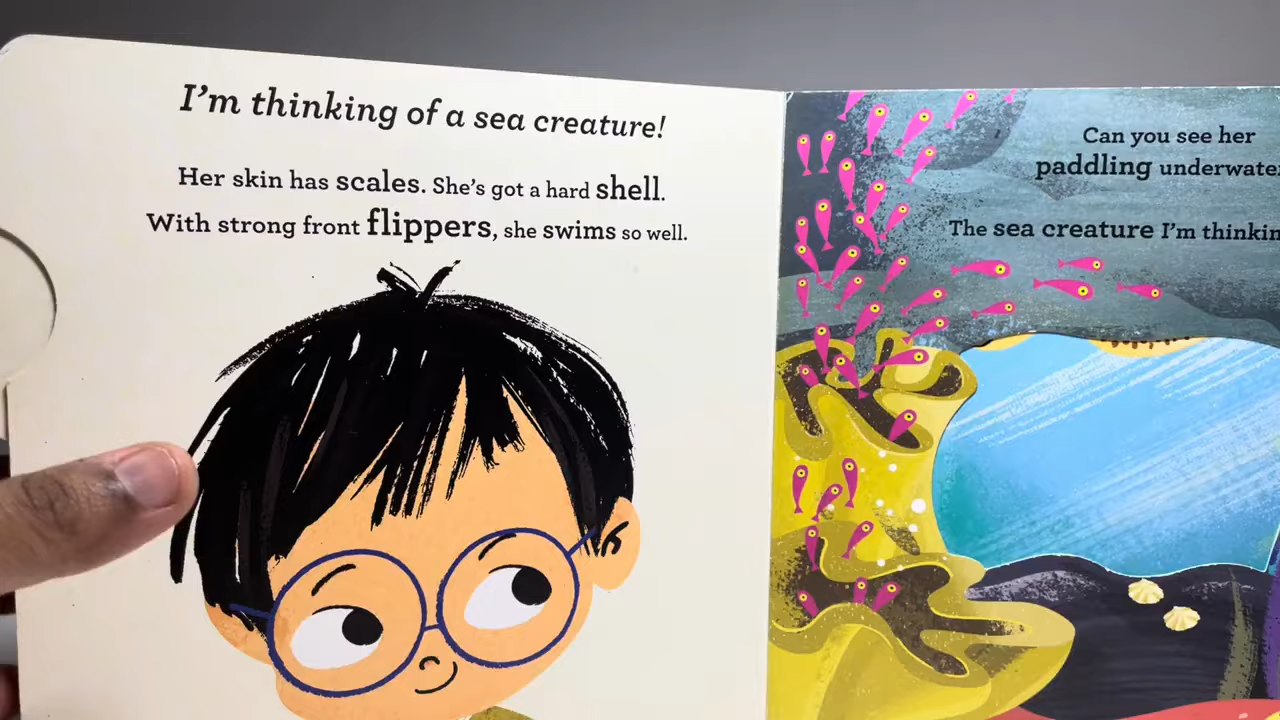 I'm thinking of a sea creature!
Her skin has scales. She's got a hard shell.
With strong front flippers, she swims so well.
Can you see her
paddling underwater
The sea creature I'm